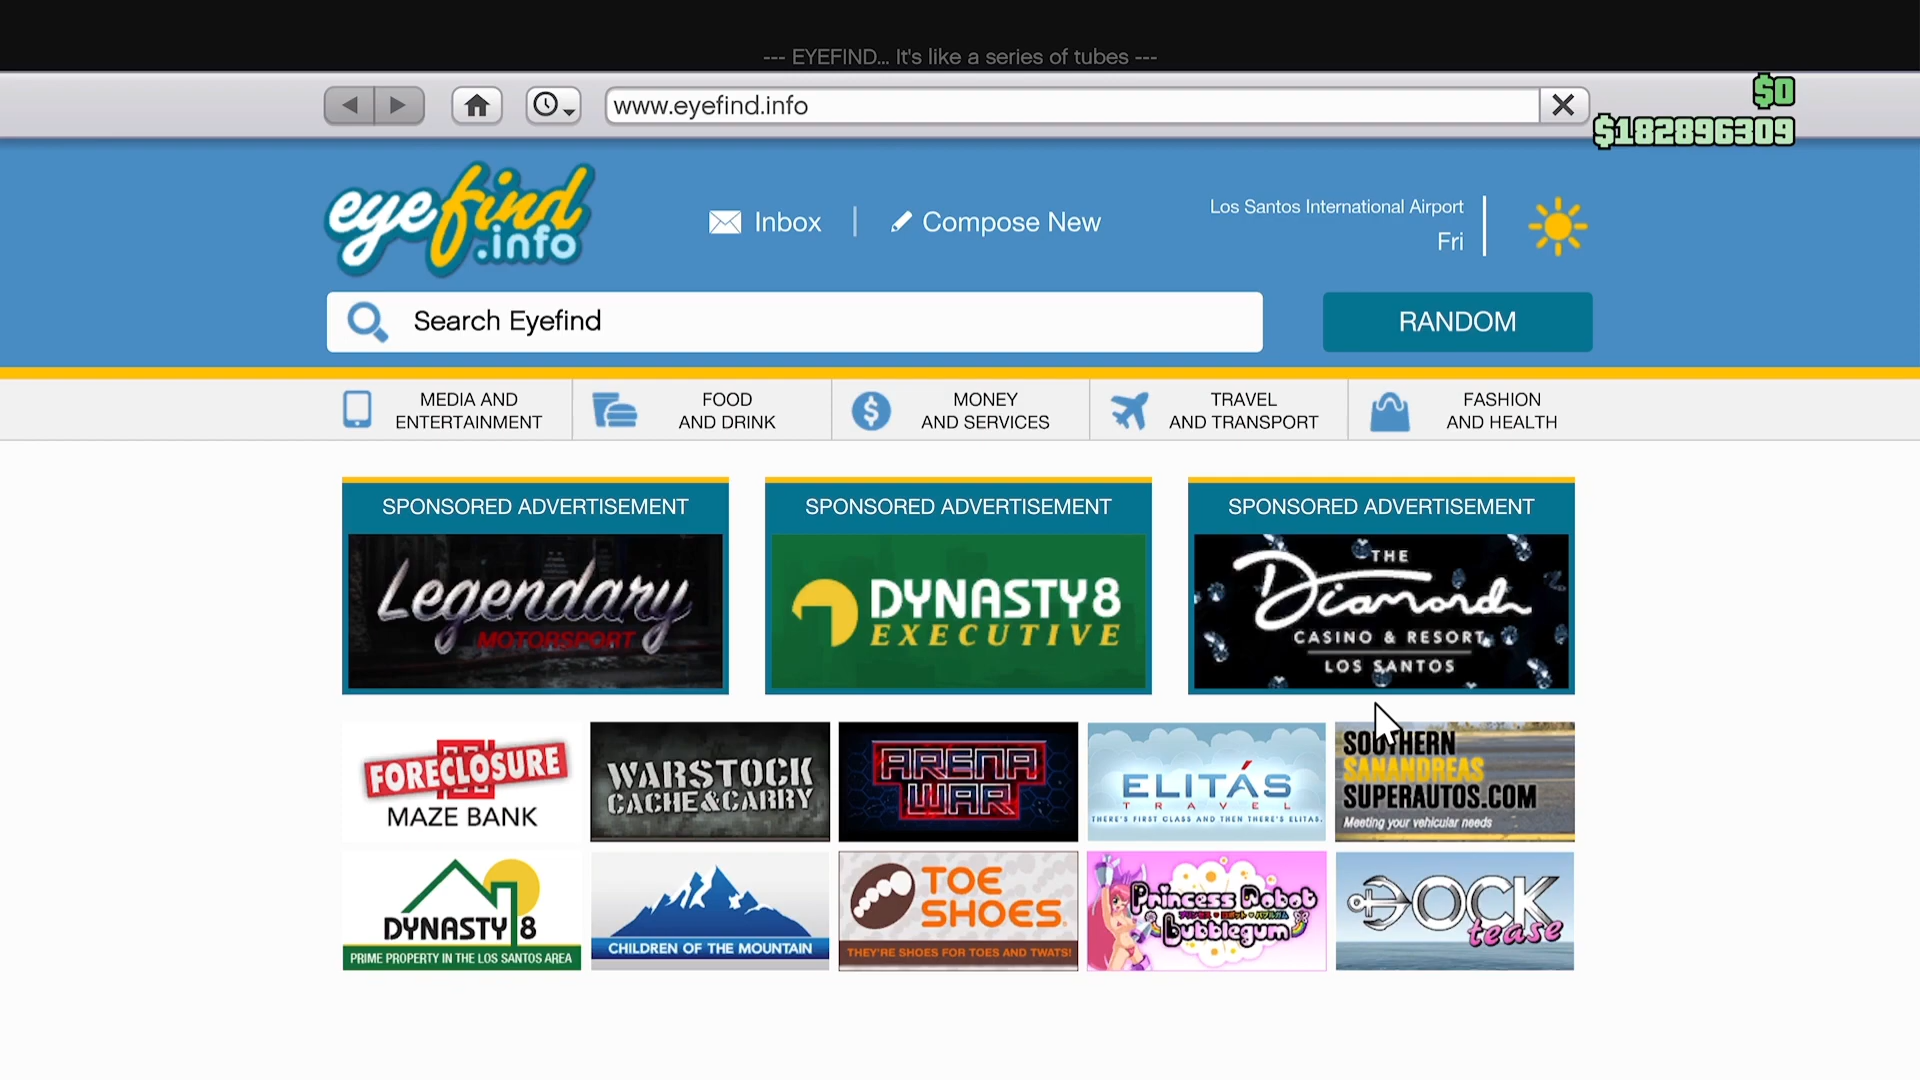 --- EYEFIND... It's like a series of tubes ---
www.eyefind.info
$0
$182896309
eyefind
.info
Inbox
Compose New
Los Santos International Airport
Fri
Search Eyefind
RANDOM
MEDIA AND
ENTERTAINMENT
FOOD
AND DRINK
MONEY
AND SERVICES
TRAVEL
AND TRANSPORT
FASHION
AND HEALTH
SPONSORED ADVERTISEMENT
Legendary
MOTORSPORT
SPONSORED ADVERTISEMENT
DYNASTY8
EXECUTIVE
SPONSORED ADVERTISEMENT
THE
Diamond
CASINO & RESORT
LOS SANTOS
FORECLOSURE
MAZE BANK
WARSTOCK
CACHE&CARRY
ARENA
WAR
ELITÁS
TRAVEL
THERE'S FIRST CLASS AND THEN THERE'S ELITAS.
SOUTHERN
SANANDREAS
SUPERAUTOS.COM
Meeting your vehicular needs
DYNASTY 8
PRIME PROPERTY IN THE LOS SANTOS AREA
CHILDREN OF THE MOUNTAIN
TOE
SHOES
THEY'RE SHOES FOR TOES AND TWATS!
Princess Robot
Bubblegum
DOCK
tease